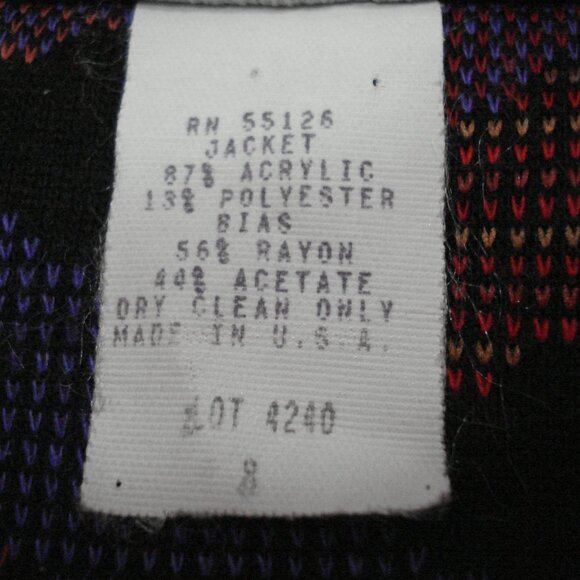 RN 55126
JACKET
87% ACRYLIC
13% POLYESTER
BIAS
56% RAYON
44% ACETATE
DRY CLEAN ONLY
MADE IN U.S.A.
LOT 4240
8